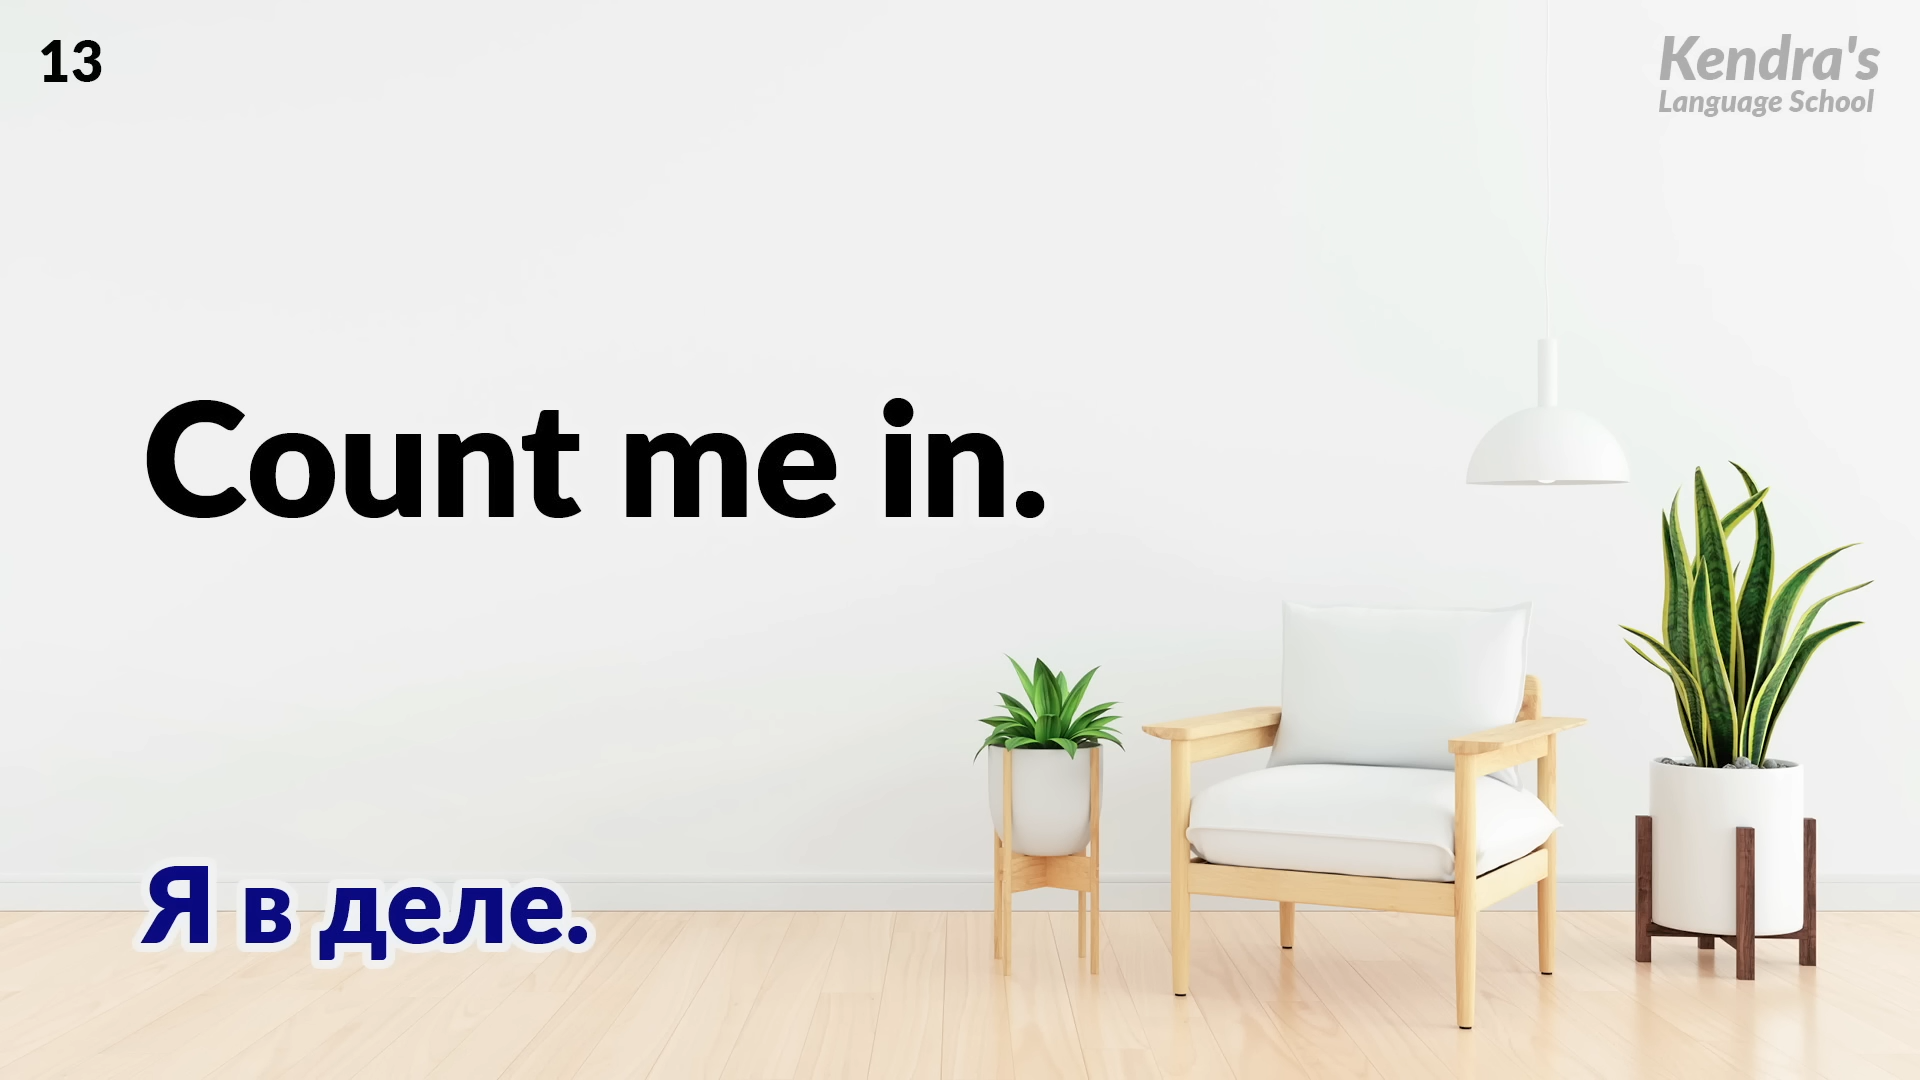 13
Kendra's
Language School
Count me in.
Я в деле.